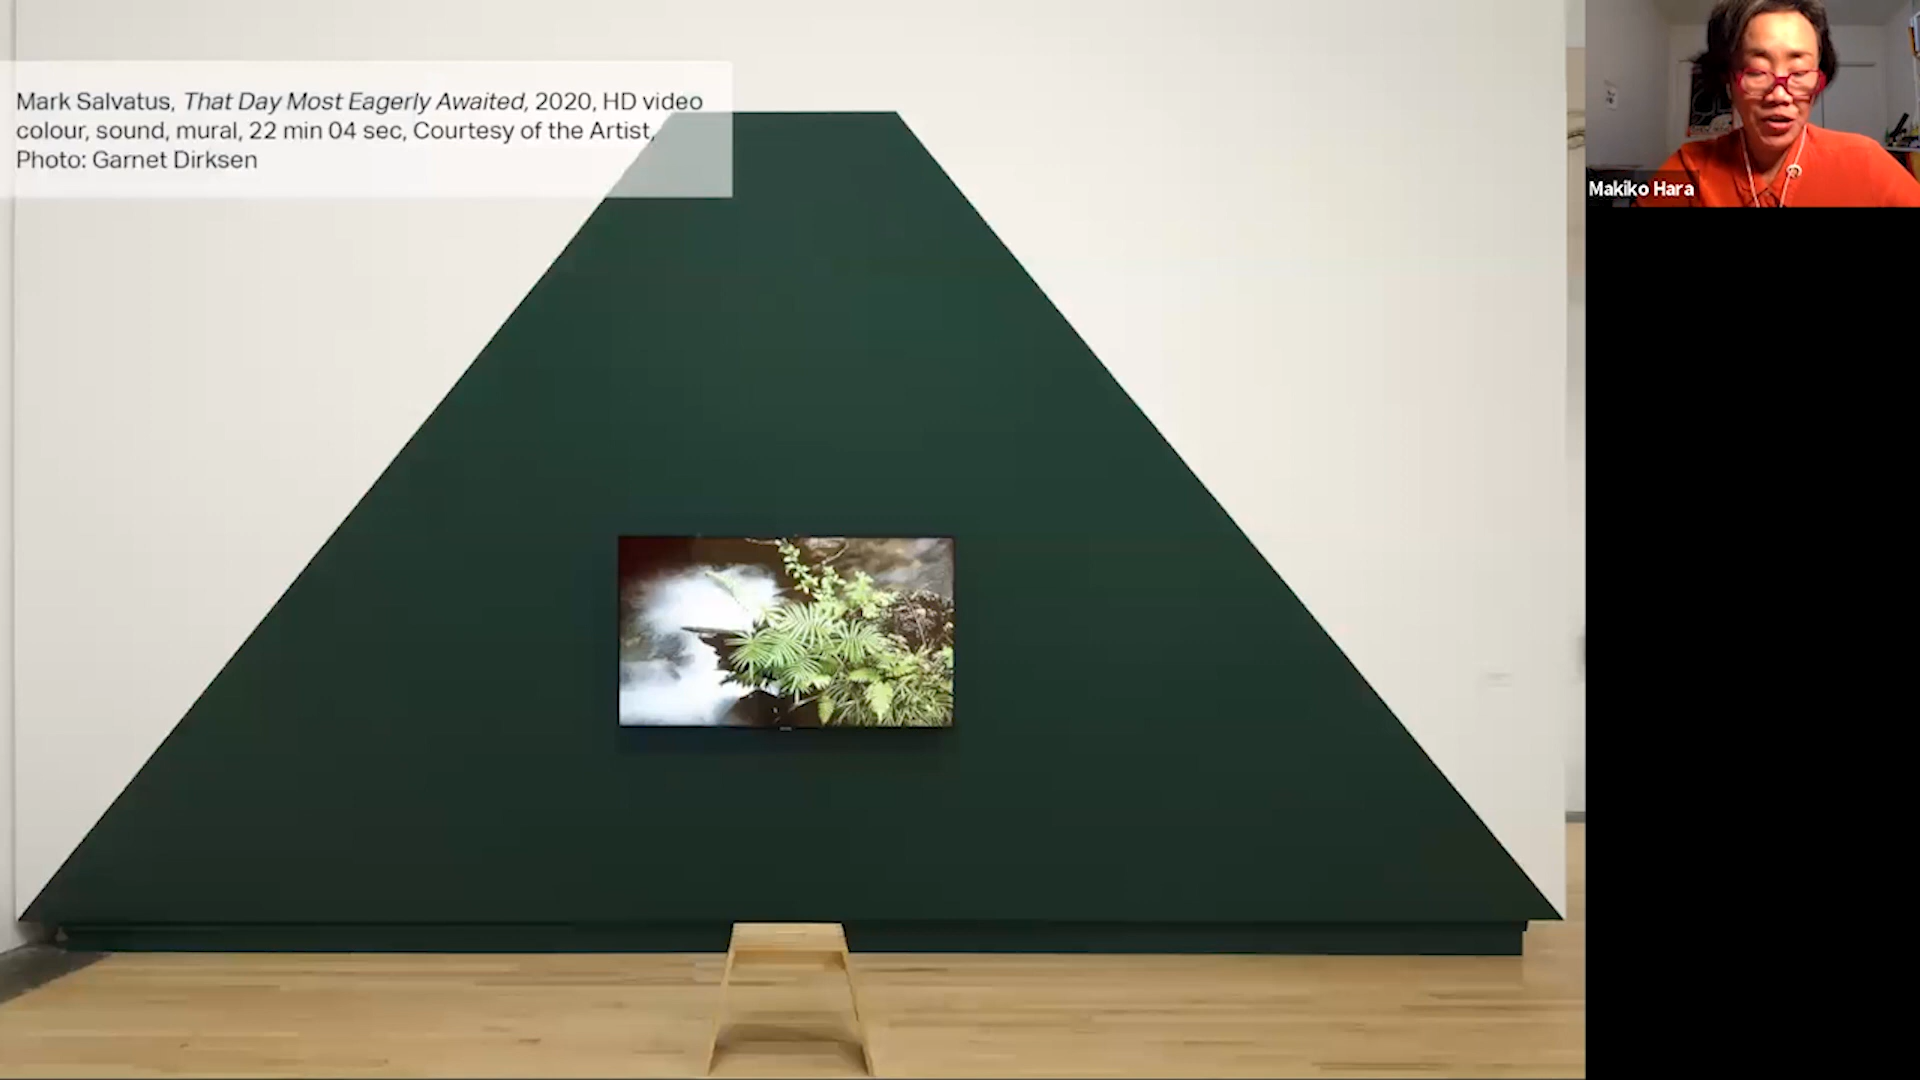 Mark Salvatus, That Day Most Eagerly Awaited, 2020, HD video
colour, sound, mural, 22 min 04 sec, Courtesy of the Artist,
Photo: Garnet Dirksen
Makiko Hara